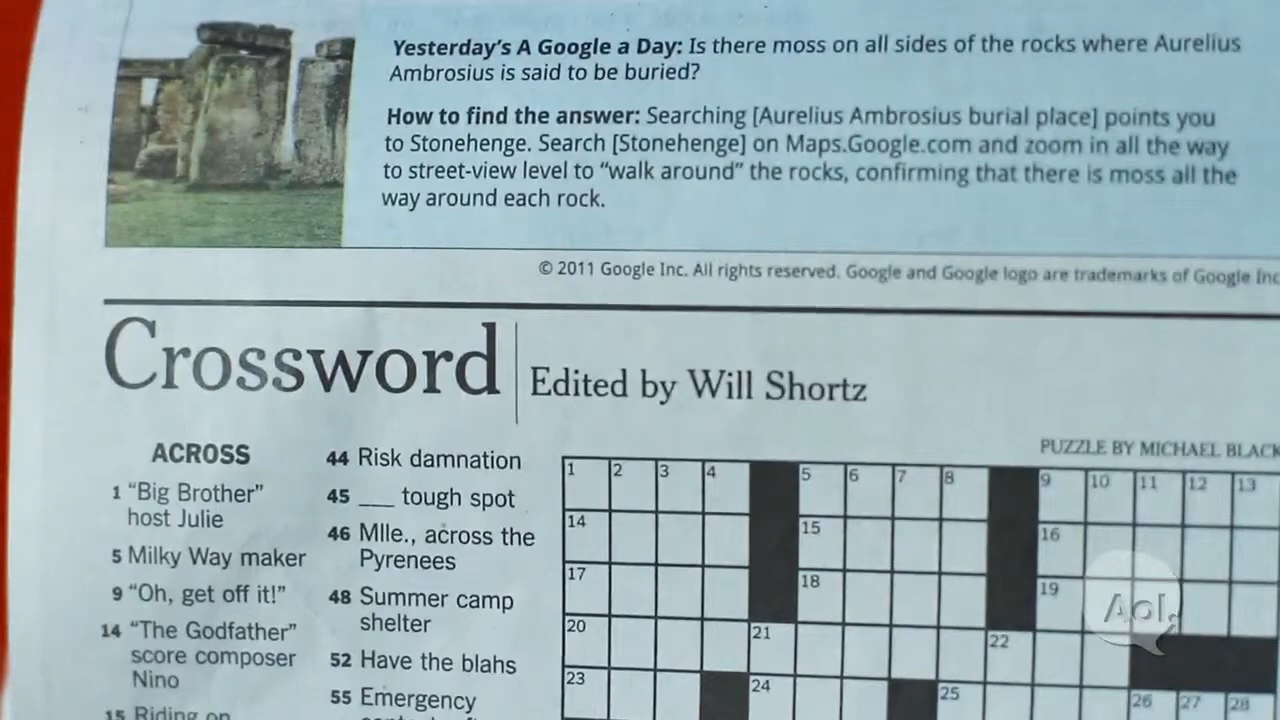 Yesterday's A Google a Day: Is there moss on all sides of the rocks where Aurelius
Ambrosius is said to be buried?
How to find the answer: Searching [Aurelius Ambrosius burial place] points you
to Stonehenge. Search [Stonehenge] on Maps.Google.com and zoom in all the way
to street-view level to “walk around” the rocks, confirming that there is moss all the
way around each rock.
© 2011 Google Inc. All rights reserved. Google and Google logo are trademarks of Google Inc
Crossword
Edited by Will Shortz
PUZZLE BY MICHAEL BLACK
ACROSS
1 “Big Brother”
host Julie
5 Milky Way maker
9 “Oh, get off it!”
14 “The Godfather”
score composer
Nino
15 Riding on
44 Risk damnation
45 ___ tough spot
46 Mlle., across the
Pyrenees
48 Summer camp
shelter
52 Have the blahs
55 Emergency
1 2 3 4 5 6 7 8 9 10 11 12 13
14 15 16
17 18 19
20 21 22
23 24 25 26 27 28
Aol.